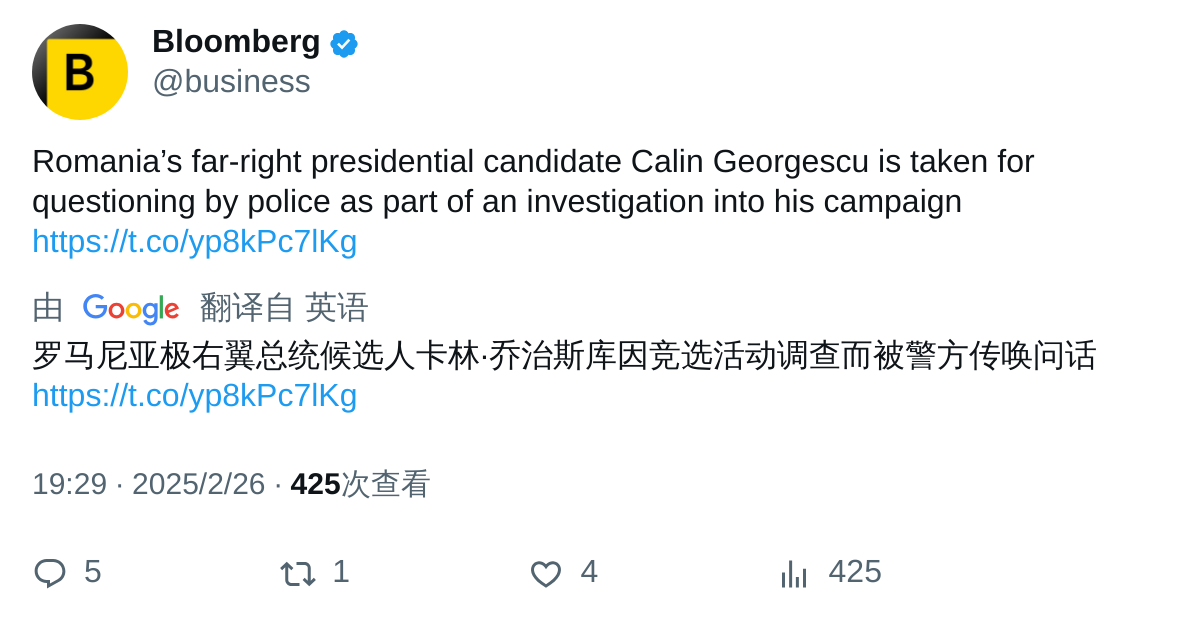 B
Bloomberg
@business
Romania’s far-right presidential candidate Calin Georgescu is taken for
questioning by police as part of an investigation into his campaign
https://t.co/yp8kPc7lKg
由 Google 翻译自 英语
罗马尼亚极右翼总统候选人卡林·乔治斯库因竞选活动调查而被警方传唤问话
https://t.co/yp8kPc7lKg
19:29 · 2025/2/26 · 425次查看
5 1 4 425